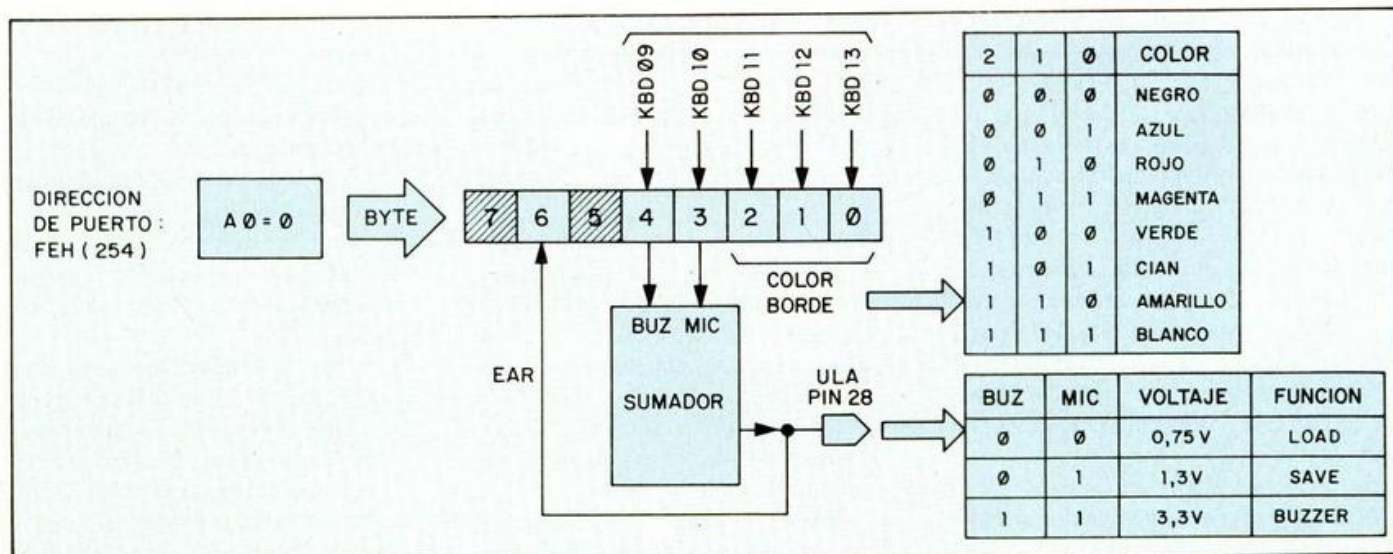 KBD 09
KBD 10
KBD 11
KBD 12
KBD 13
DIRECCION
DE PUERTO:
FEH (254)
A Ø = 0
BYTE
7 6 5 4 3 2 1 Ø
COLOR
BORDE
BUZ MIC
SUMADOR
EAR
ULA
PIN 28
2 1 Ø COLOR
Ø Ø Ø NEGRO
Ø Ø 1 AZUL
Ø 1 Ø ROJO
Ø 1 1 MAGENTA
1 Ø Ø VERDE
1 Ø 1 CIAN
1 1 Ø AMARILLO
1 1 1 BLANCO
BUZ MIC VOLTAJE FUNCION
Ø Ø 0,75 V LOAD
Ø 1 1,3 V SAVE
1 1 3,3 V BUZZER